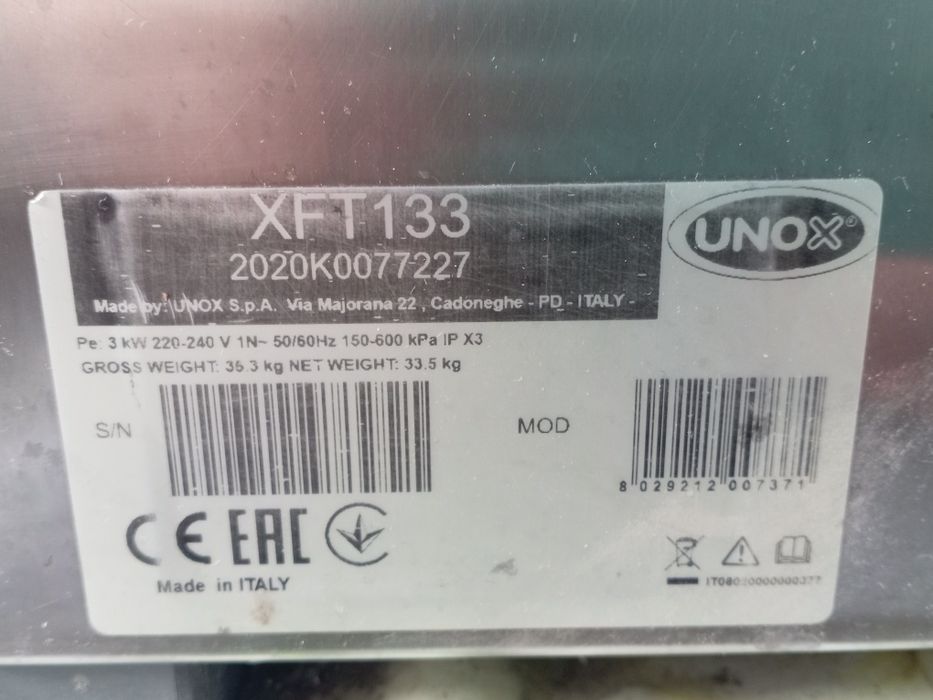 XFT133
2020K0077227
Made by: UNOX S.p.A. Via Majorana 22 , Cadoneghe - PD - ITALY -
UNOX®
Pe: 3 kW 220-240 V 1N~ 50/60Hz 150-600 kPa IP X3
GROSS WEIGHT: 35.3 kg NET WEIGHT: 33.5 kg
S/N
MOD
8 029212 007371
CE EAC
Made in ITALY